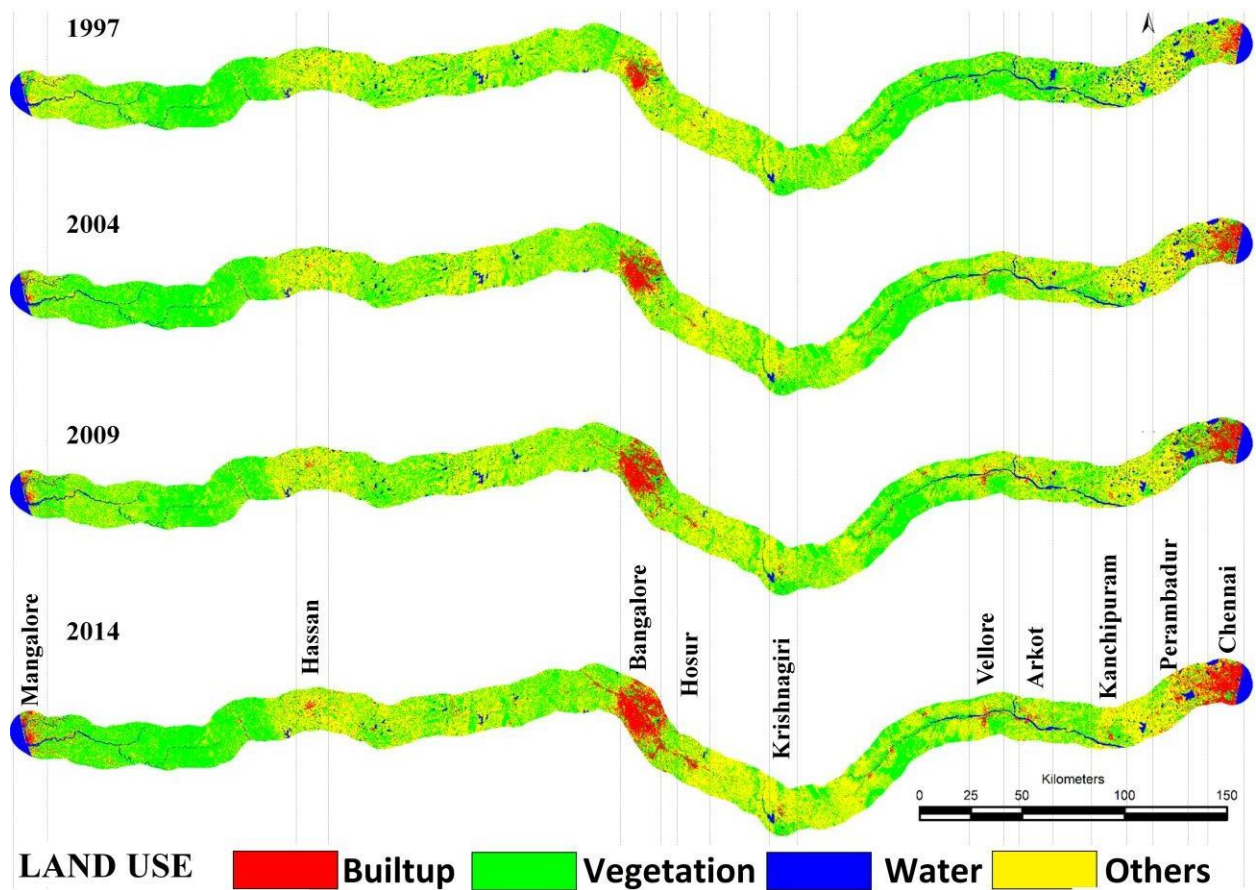 1997
2004
2009
2014
Mangalore
Hassan
Bangalore
Hosur
Krishnagiri
Vellore
Arkot
Kanchipuram
Perambadur
Chennai
Kilometers
0 25 50 100 150
LAND USE Builtup Vegetation Water Others